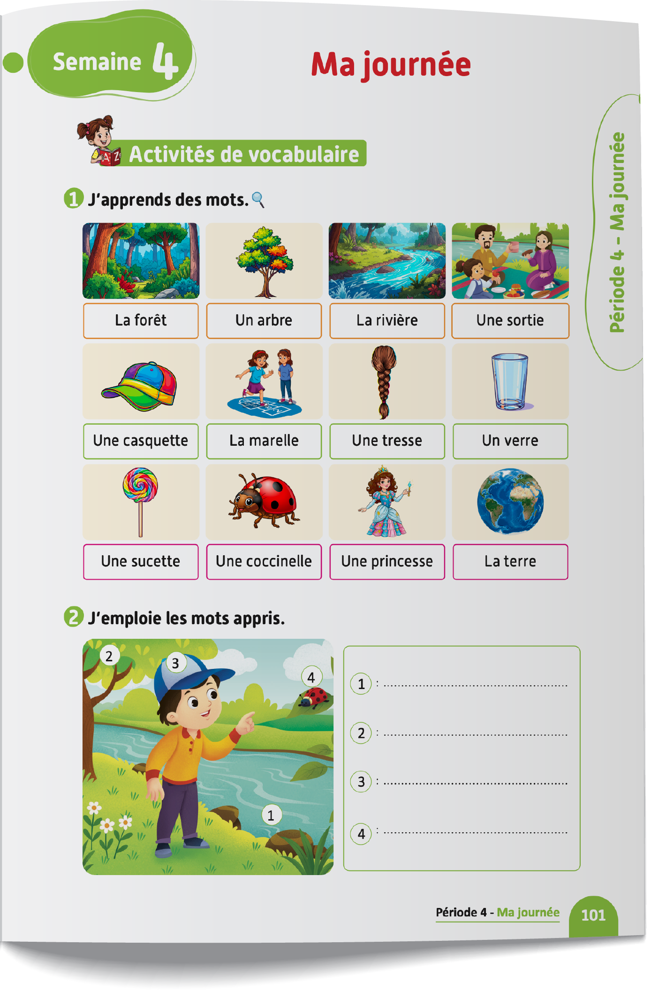 Semaine 4
Ma journée
Période 4 - Ma journée
A Z
Activités de vocabulaire
1 J'apprends des mots.
La forêt
Un arbre
La rivière
Une sortie
Une casquette
La marelle
Une tresse
Un verre
Une sucette
Une coccinelle
Une princesse
La terre
2 J'emploie les mots appris.
2
3
4
1
1 : ..........
2 : ..........
3 : ..........
4 : ..........
Période 4 - Ma journée
101